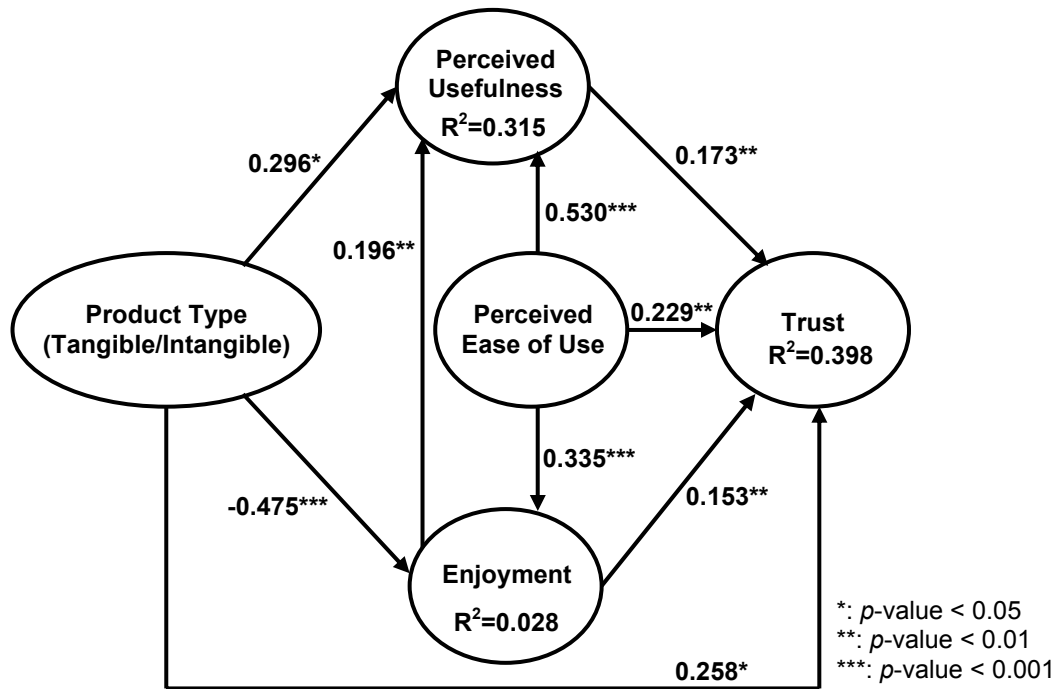 Perceived
Usefulness
R²=0.315
0.296*
0.173**
0.530***
0.196**
Product Type
(Tangible/Intangible)
Perceived
Ease of Use
0.229**
Trust
R²=0.398
0.335***
-0.475***
0.153**
Enjoyment
R²=0.028
*: p-value < 0.05
**: p-value < 0.01
***: p-value < 0.001
0.258*